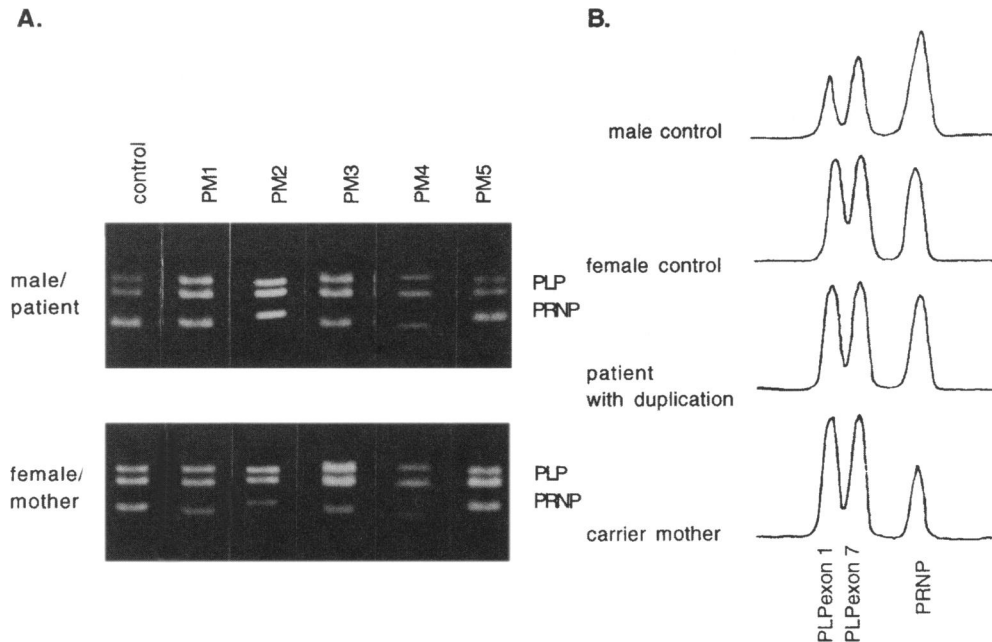 A.
control
PM1
PM2
PM3
PM4
PM5
male/
patient
PLP
PRNP
female/
mother
PLP
PRNP
B.
male control
female control
patient
with duplication
carrier mother
PLPexon 1
PLPexon 7
PRNP